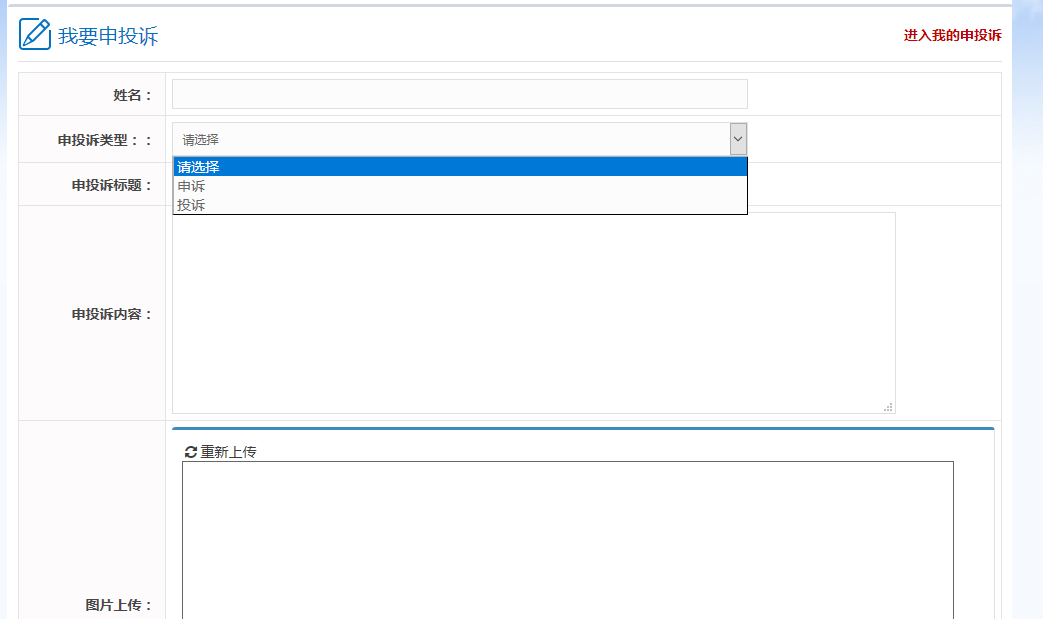 我要申投诉
进入我的申投诉
姓名：
申投诉类型：：
请选择
请选择
申诉
投诉
申投诉标题：
申投诉内容：
重新上传
图片上传：